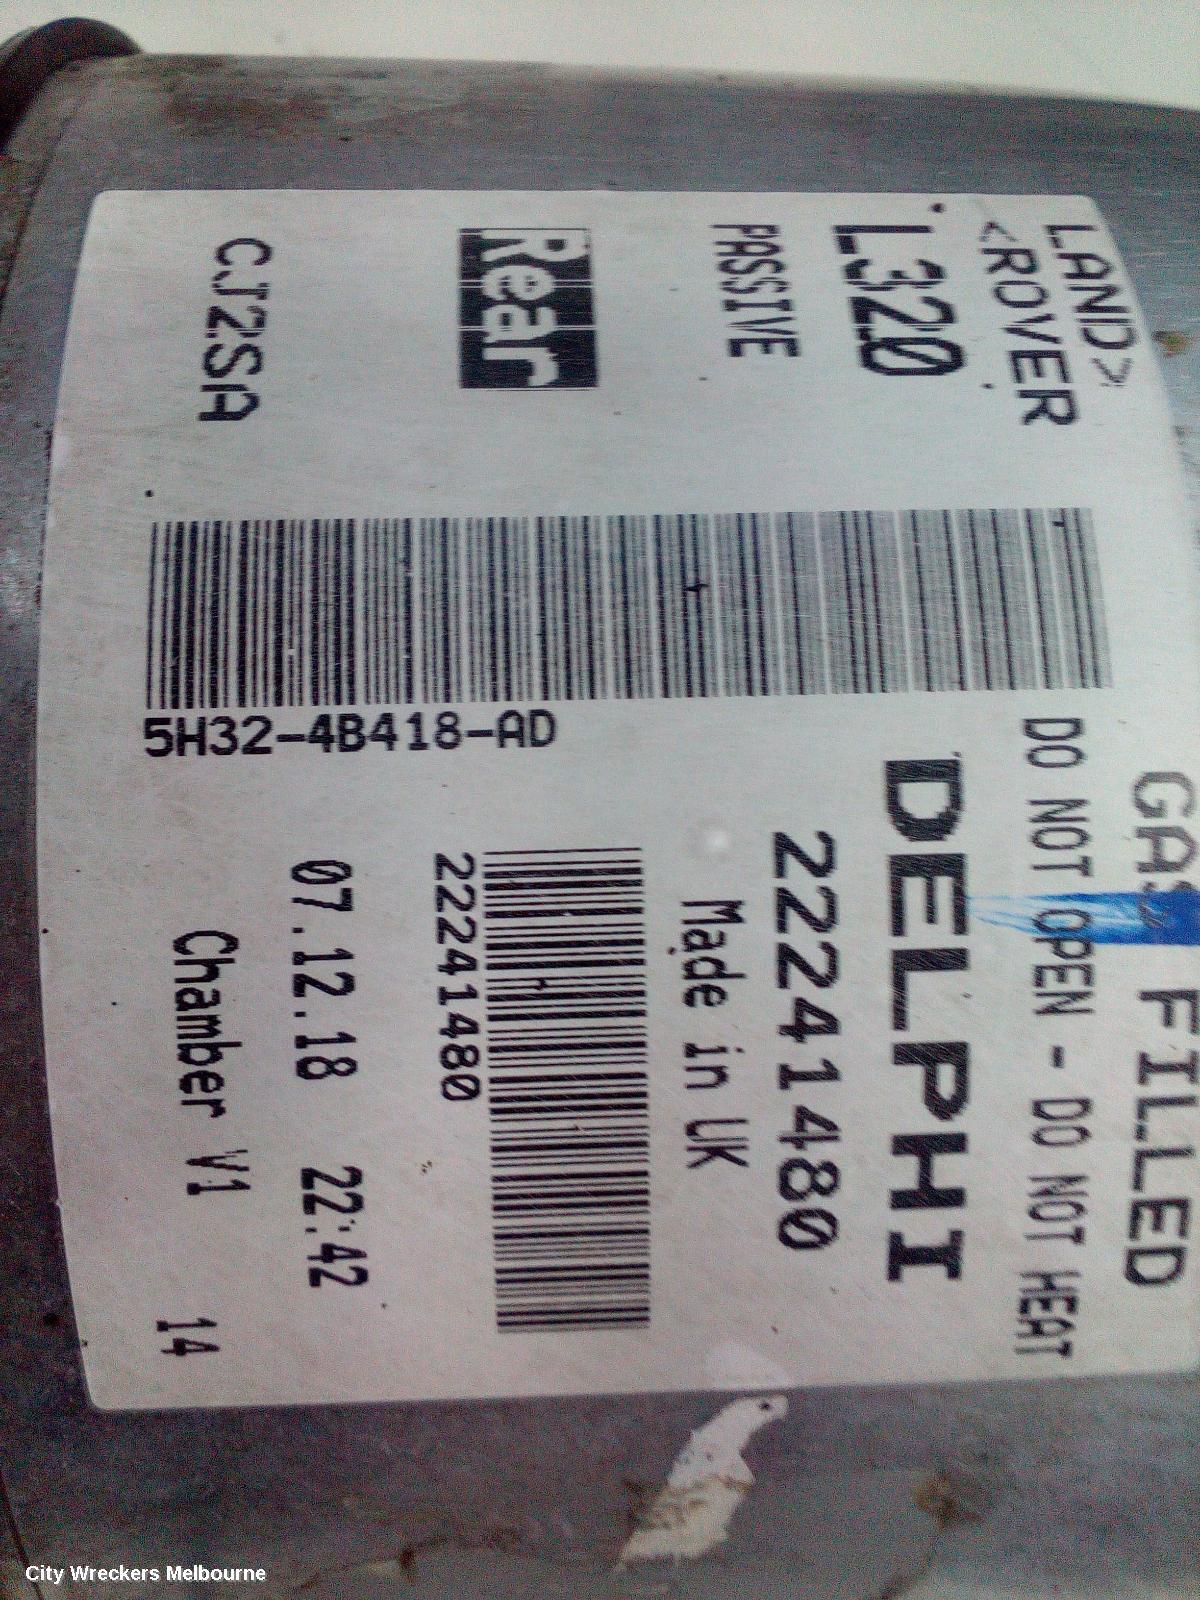 LAND>
<ROVER
L320
PASSIVE
Rear
CJ2SA
5H32-4B418-AD
GAS FILLED
DO NOT OPEN - DO NOT HEAT
DELPHI
22241480
Made in UK
22241480
07.12.18 22:42
Chamber V1 14
City Wreckers Melbourne